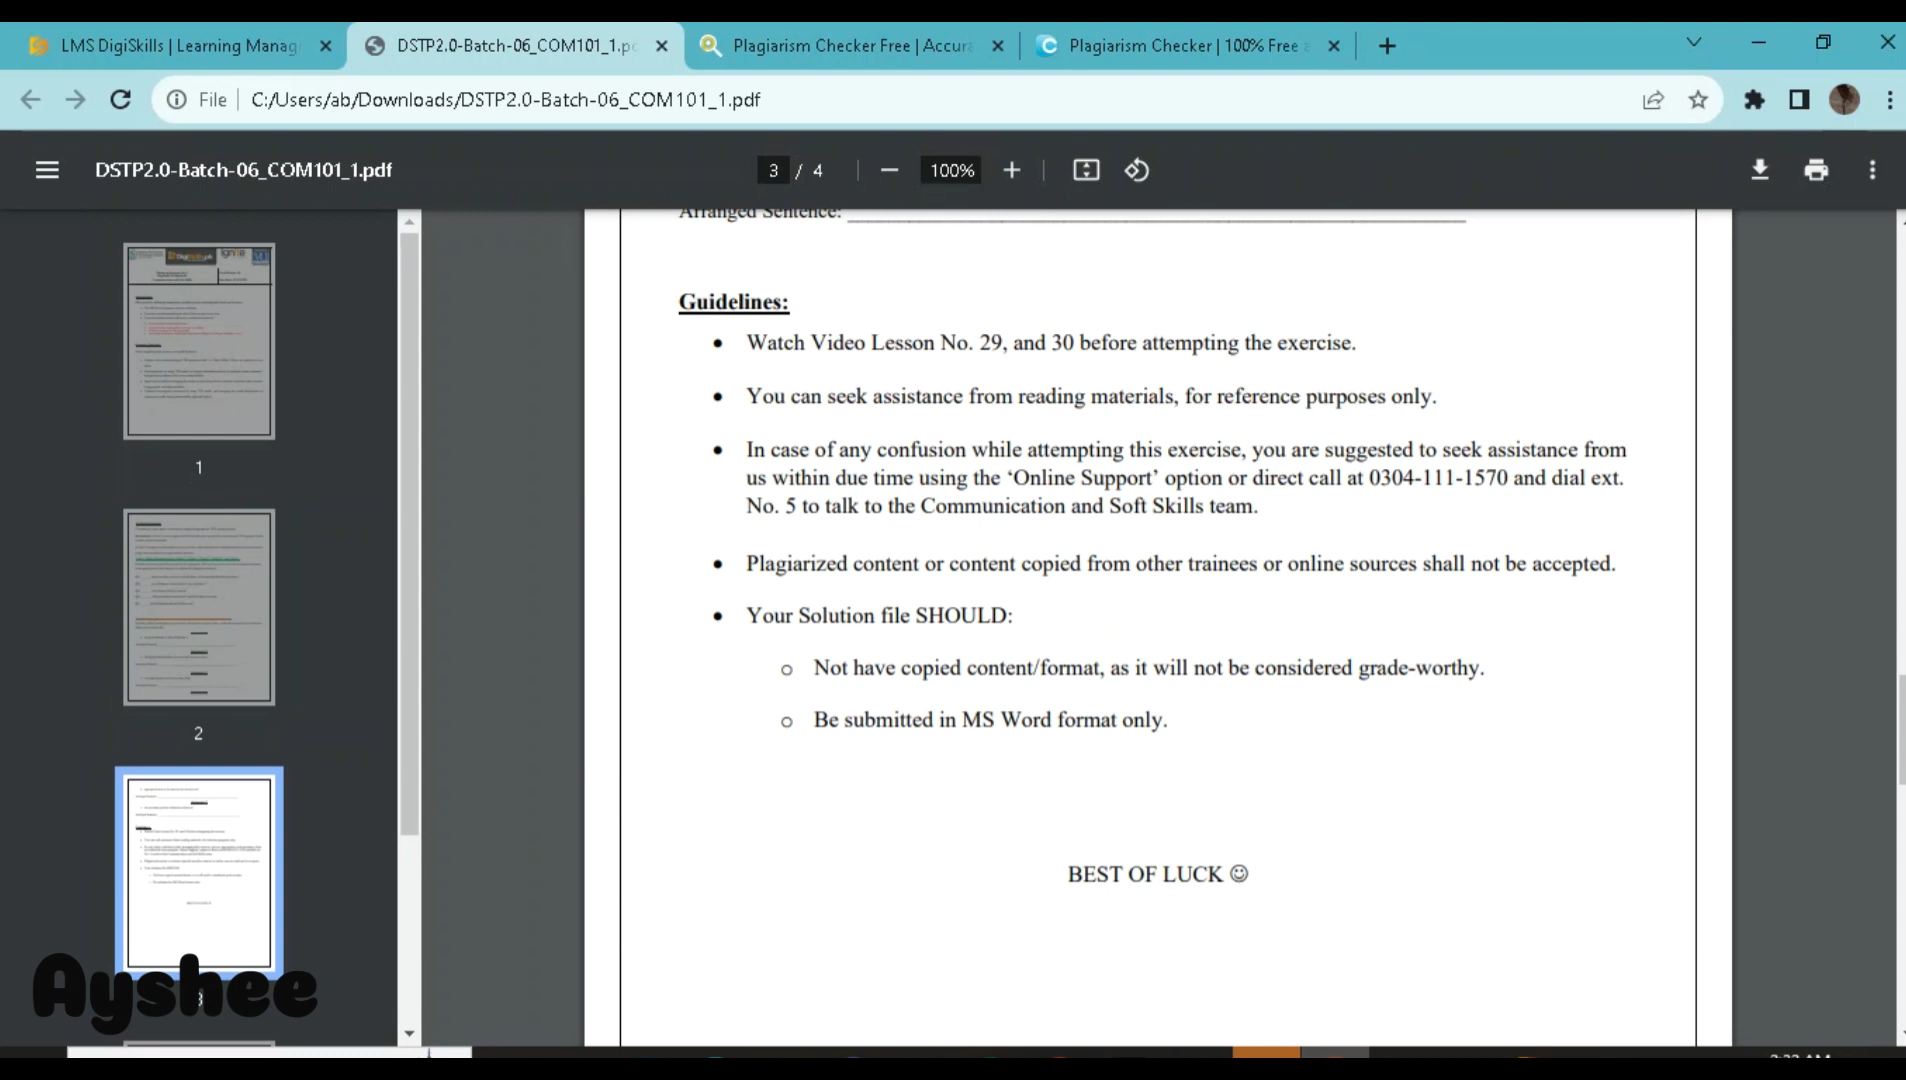 LMS DigiSkills | Learning Manag
DSTP2.0-Batch-06_COM101_1.p
Plagiarism Checker Free | Accur
Plagiarism Checker | 100% Free
File
C:/Users/ab/Downloads/DSTP2.0-Batch-06_COM101_1.pdf
DSTP2.0-Batch-06_COM101_1.pdf
3 / 4
100%
Arranged Sentence:
Guidelines:
• Watch Video Lesson No. 29, and 30 before attempting the exercise.
• You can seek assistance from reading materials, for reference purposes only.
• In case of any confusion while attempting this exercise, you are suggested to seek assistance from
us within due time using the ‘Online Support’ option or direct call at 0304-111-1570 and dial ext.
No. 5 to talk to the Communication and Soft Skills team.
• Plagiarized content or content copied from other trainees or online sources shall not be accepted.
• Your Solution file SHOULD:
o Not have copied content/format, as it will not be considered grade-worthy.
o Be submitted in MS Word format only.
BEST OF LUCK ☺
1
2
3
Ayshee